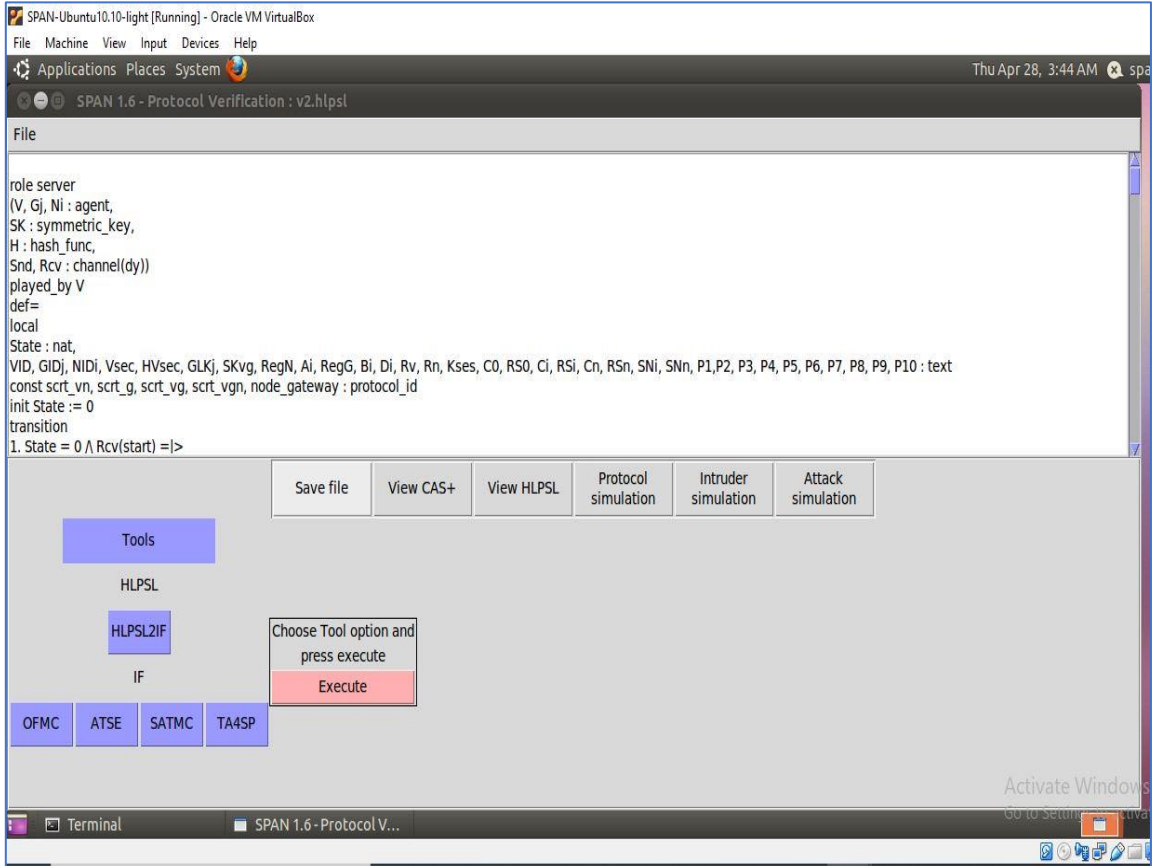 SPAN-Ubuntu10.10-light [Running] - Oracle VM VirtualBox
File Machine View Input Devices Help
Applications Places System
Thu Apr 28, 3:44 AM spa
SPAN 1.6 - Protocol Verification : v2.hlpsl
File
role server
(V, Gj, Ni : agent,
SK : symmetric_key,
H : hash_func,
Snd, Rcv : channel(dy))
played_by V
def=
local
State : nat,
VID, GIDj, NIDi, Vsec, HVsec, GLKj, SKvg, RegN, Ai, RegG, Bi, Di, Rv, Rn, Kses, C0, RS0, Ci, RSi, Cn, RSn, SNi, SNn, P1,P2, P3, P4, P5, P6, P7, P8, P9, P10 : text
const scrt_vn, scrt_g, scrt_vg, scrt_vgn, node_gateway : protocol_id
init State := 0
transition
1. State = 0 /\ Rcv(start) =|>
Save file
View CAS+
View HLPSL
Protocol
simulation
Intruder
simulation
Attack
simulation
Tools
HLPSL
HLPSL2IF
IF
OFMC
ATSE
SATMC
TA4SP
Choose Tool option and
press execute
Execute
Activate Windows
Go to Settings
Terminal
SPAN 1.6 - Protocol V...